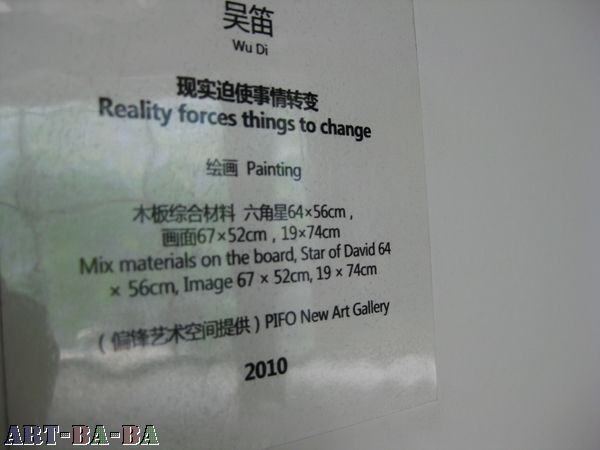 吴笛
Wu Di
现实迫使事情转变
Reality forces things to change
绘画 Painting
木板综合材料 六角星64×56cm，
画面67×52cm，19×74cm
Mix materials on the board, Star of David 64
× 56cm, Image 67 × 52cm, 19 × 74cm
（偏锋艺术空间提供）PIFO New Art Gallery
2010
ART-BA-BA